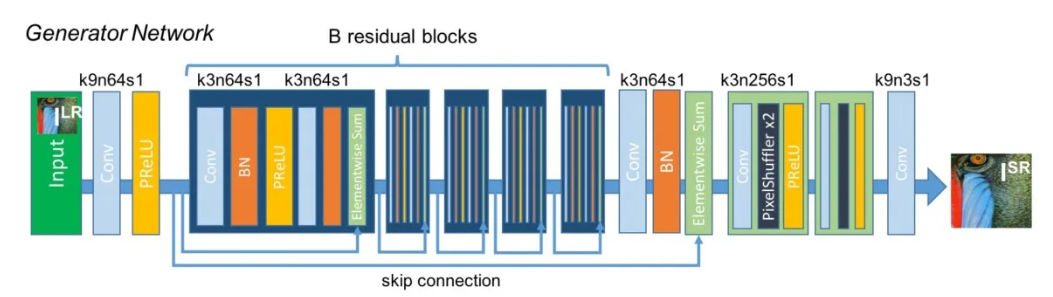 Generator Network
B residual blocks
k9n64s1
k3n64s1
k3n64s1
k3n64s1
k3n256s1
k9n3s1
I LR
Input
Conv
PReLU
Conv
BN
PReLU
Elementwise Sum
Conv
BN
Elementwise Sum
Conv
PixelShuffler x2
PReLU
Conv
I SR
skip connection